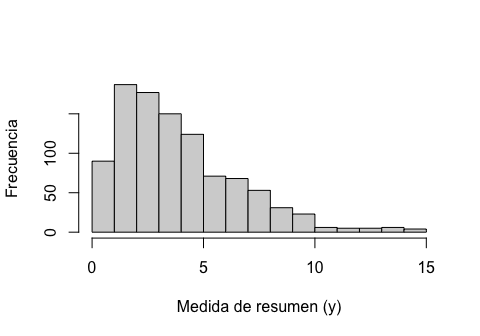 Frecuencia
100
50
0
0 5 10 15
Medida de resumen (y)